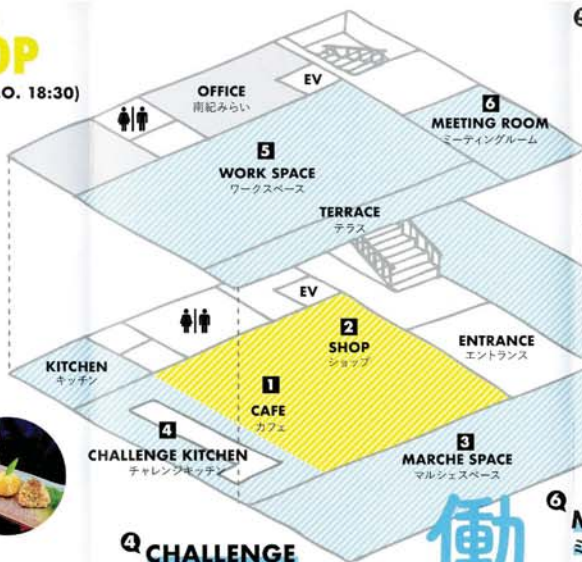 OP
.O. 18:30)
OFFICE
南紀みらい
EV
6
MEETING ROOM
ミーティングルーム
5
WORK SPACE
ワークスペース
TERRACE
テラス
EV
2
SHOP
ショップ
ENTRANCE
エントランス
KITCHEN
キッチン
1
CAFE
カフェ
4
CHALLENGE KITCHEN
チャレンジキッチン
3
MARCHE SPACE
マルシェスペース
4 CHALLENGE
働
6